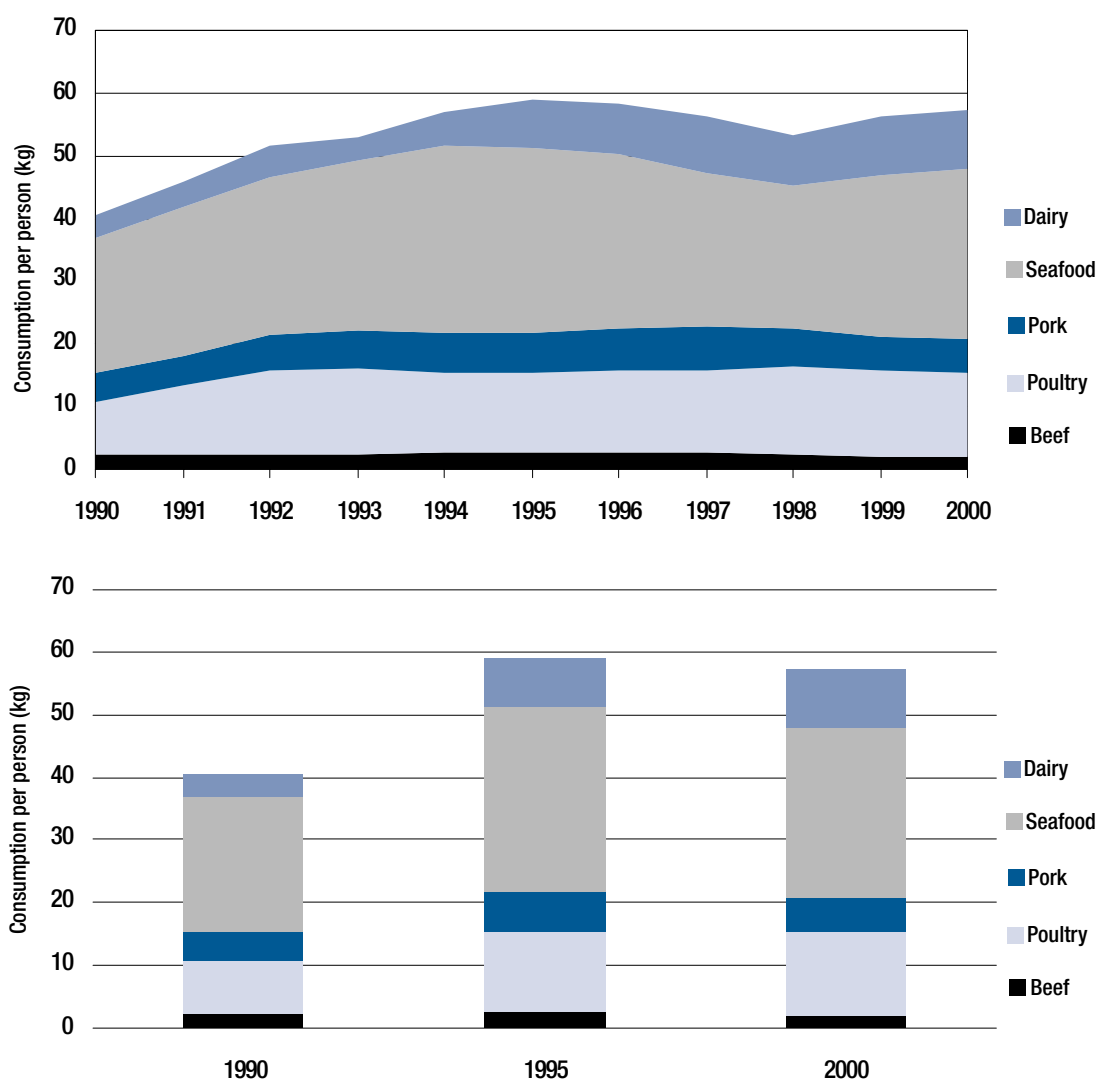 70
60
50
40
30
20
10
0
Consumption per person (kg)
1990 1991 1992 1993 1994 1995 1996 1997 1998 1999 2000
Dairy
Seafood
Pork
Poultry
Beef
70
60
50
40
30
20
10
0
Consumption per person (kg)
1990 1995 2000
Dairy
Seafood
Pork
Poultry
Beef